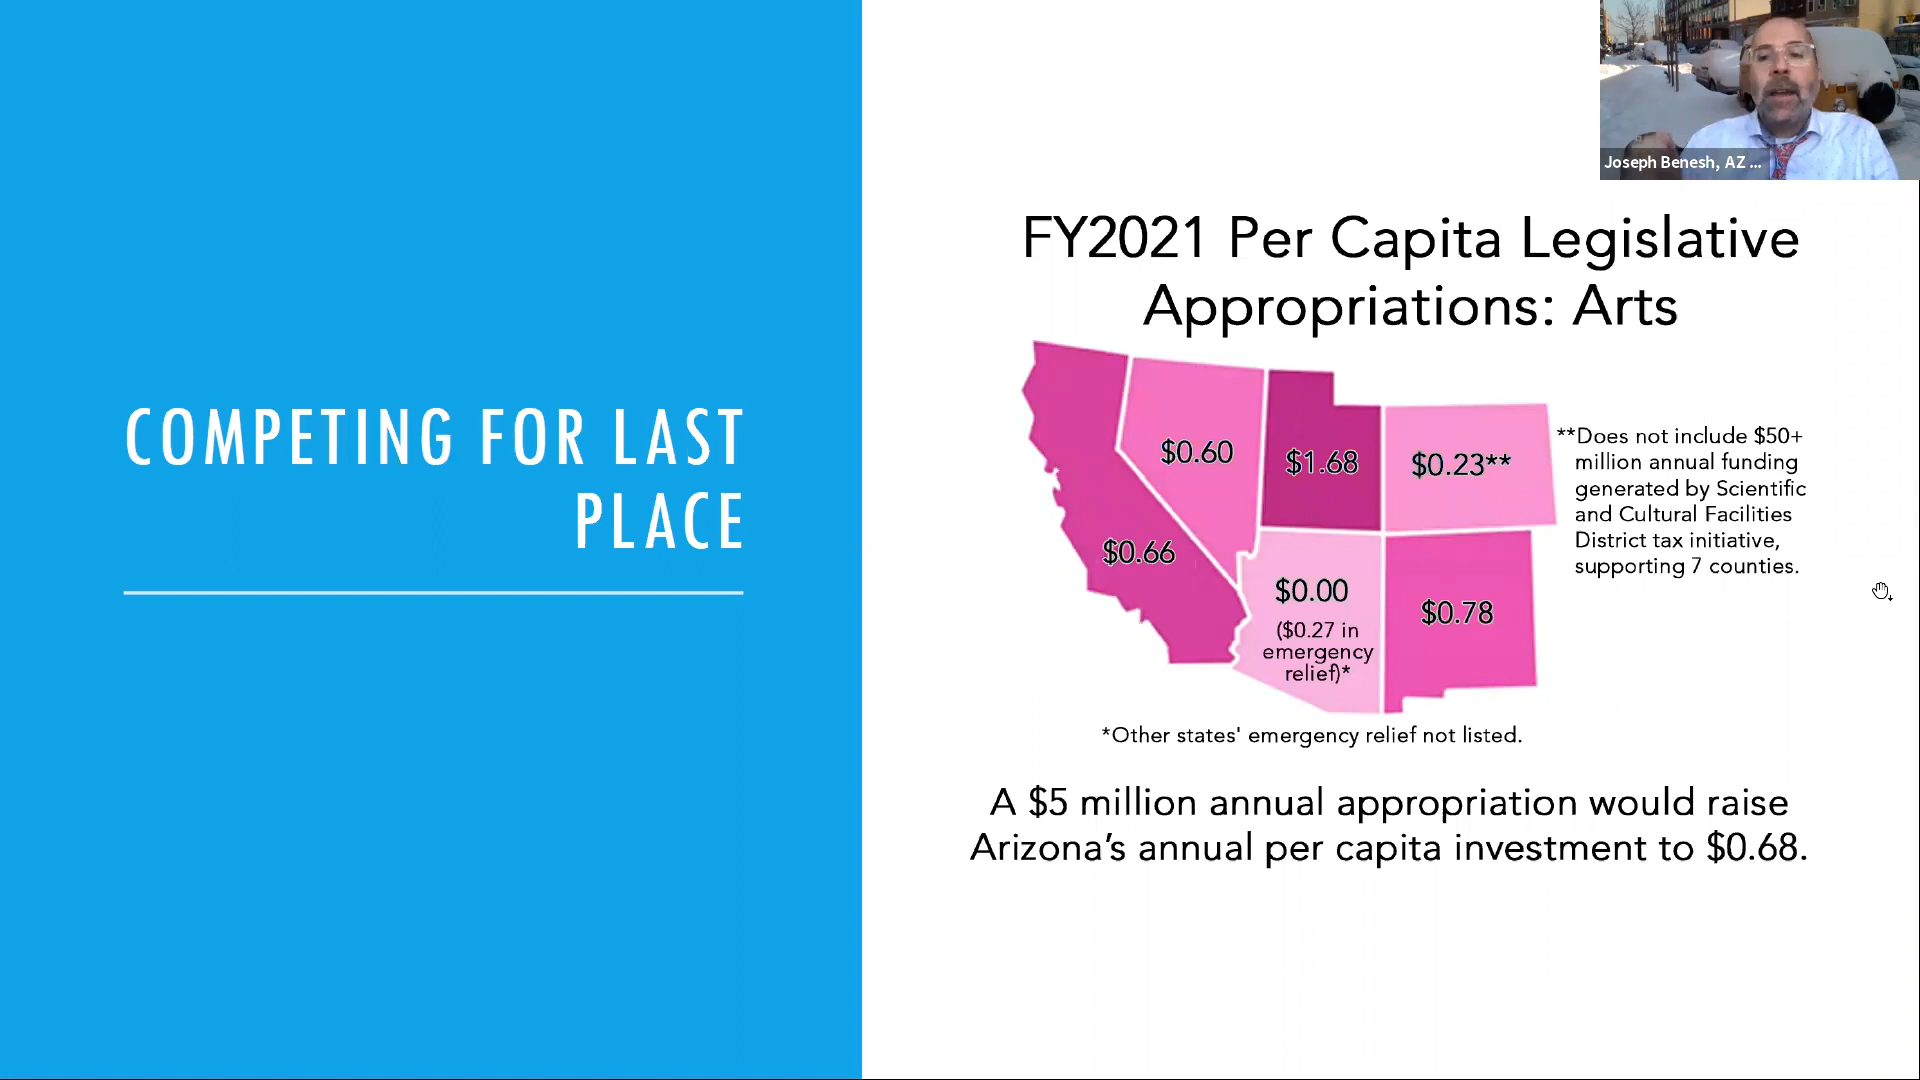 COMPETING FOR LAST
PLACE
Joseph Benesh, AZ ...
FY2021 Per Capita Legislative
Appropriations: Arts
$0.60
$1.68
$0.23**
$0.66
$0.00
($0.27 in
emergency
relief)*
$0.78
**Does not include $50+
million annual funding
generated by Scientific
and Cultural Facilities
District tax initiative,
supporting 7 counties.
*Other states' emergency relief not listed.
A $5 million annual appropriation would raise
Arizona’s annual per capita investment to $0.68.